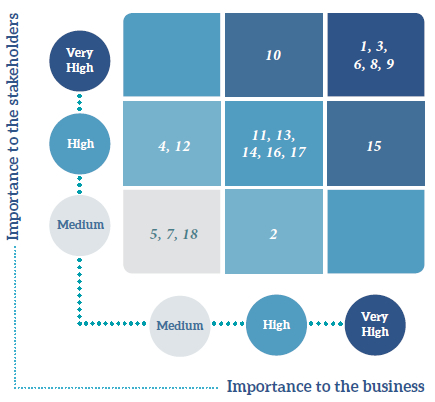 Importance to the stakeholders
Very
High
10
1, 3,
6, 8, 9
High
4, 12
11, 13,
14, 16, 17
15
Medium
5, 7, 18
2
Medium
High
Very
High
Importance to the business